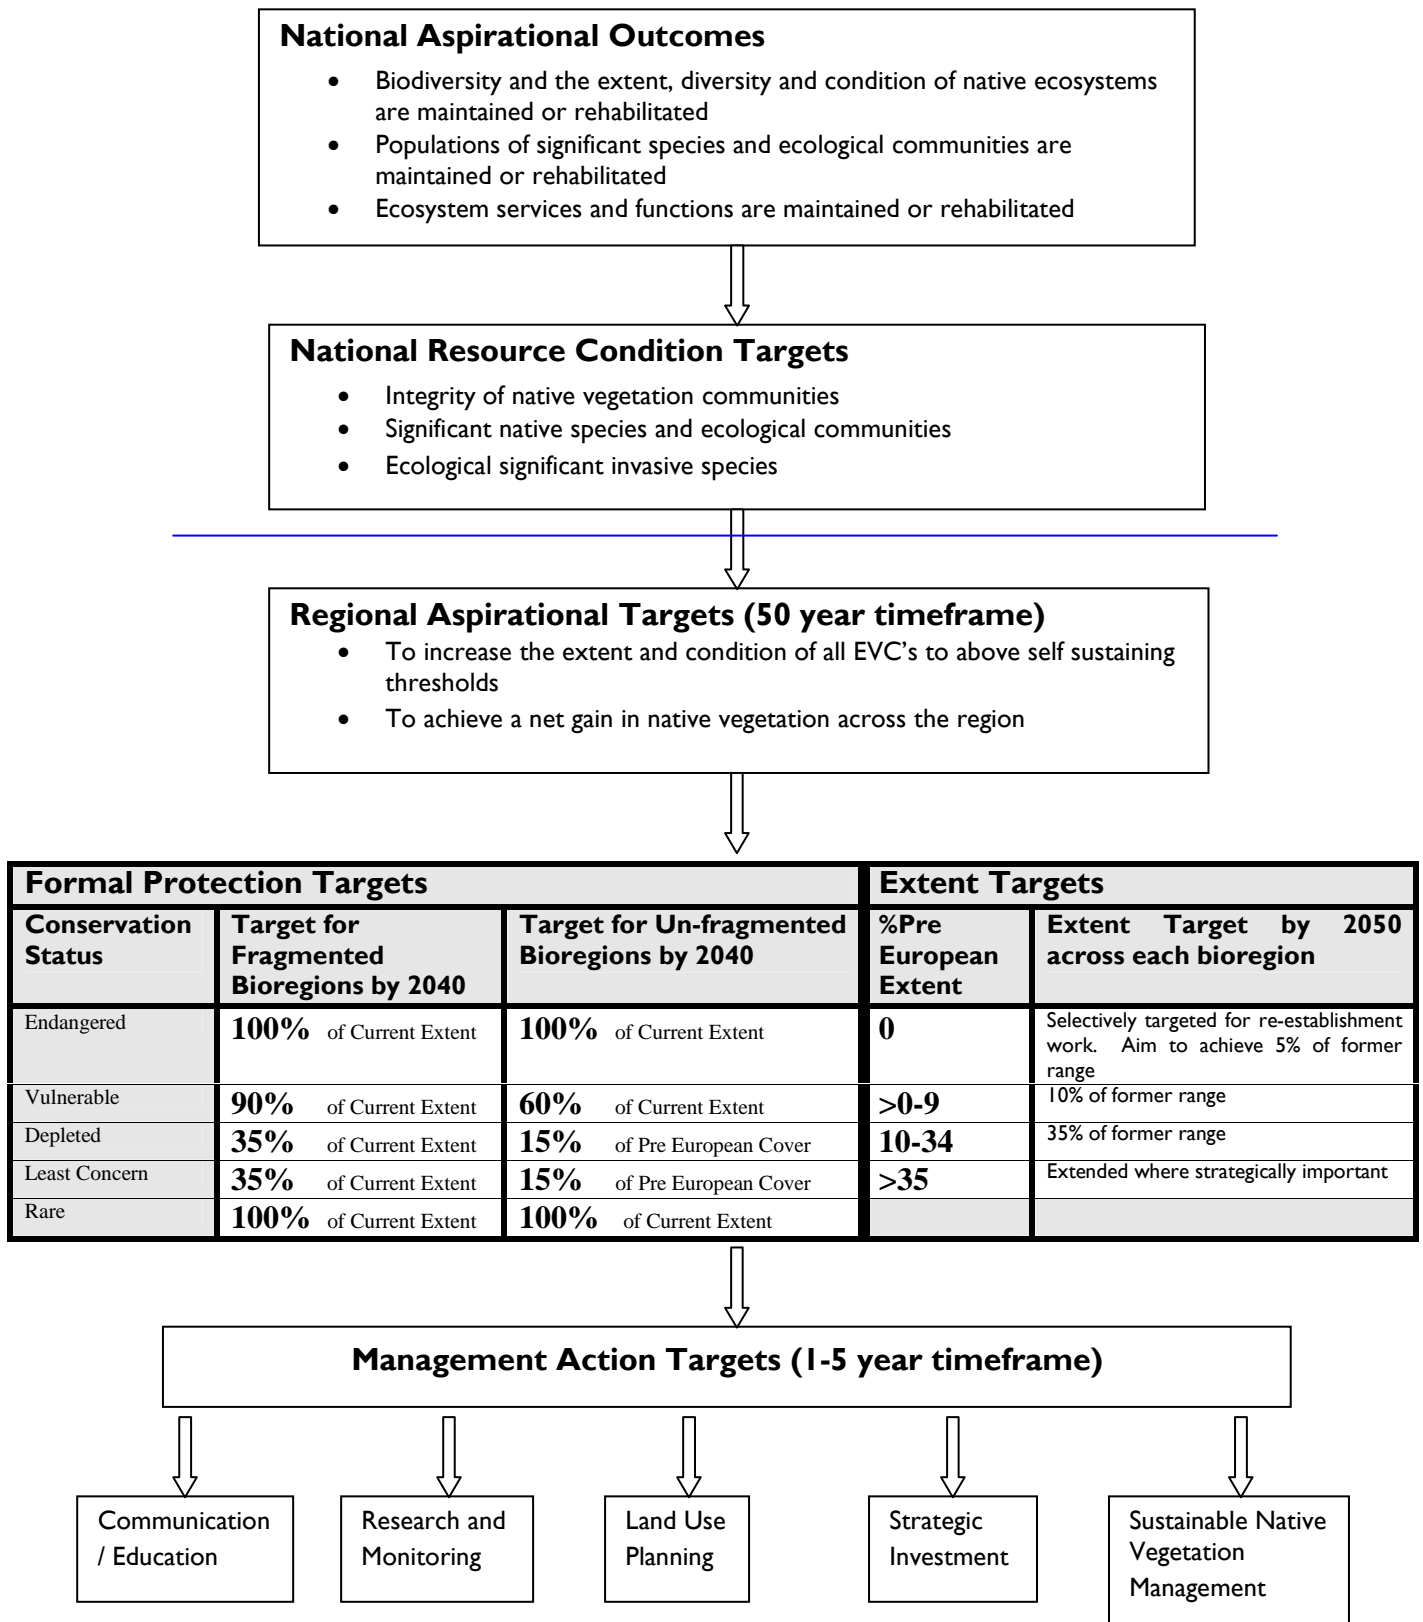 National Aspirational Outcomes
• Biodiversity and the extent, diversity and condition of native ecosystems
are maintained or rehabilitated
• Populations of significant species and ecological communities are
maintained or rehabilitated
• Ecosystem services and functions are maintained or rehabilitated
National Resource Condition Targets
• Integrity of native vegetation communities
• Significant native species and ecological communities
• Ecological significant invasive species
Regional Aspirational Targets (50 year timeframe)
• To increase the extent and condition of all EVC's to above self sustaining
thresholds
• To achieve a net gain in native vegetation across the region
Formal Protection Targets
Extent Targets
Conservation
Status
Target for
Fragmented
Bioregions by 2040
Target for Un-fragmented
Bioregions by 2040
%Pre
European
Extent
Extent Target by 2050
across each bioregion
Endangered
100% of Current Extent
100% of Current Extent
0
Selectively targeted for re-establishment
work. Aim to achieve 5% of former
range
Vulnerable
90% of Current Extent
60% of Current Extent
>0-9
10% of former range
Depleted
35% of Current Extent
15% of Pre European Cover
10-34
35% of former range
Least Concern
35% of Current Extent
15% of Pre European Cover
>35
Extended where strategically important
Rare
100% of Current Extent
100% of Current Extent
Management Action Targets (1-5 year timeframe)
Communication
/ Education
Research and
Monitoring
Land Use
Planning
Strategic
Investment
Sustainable Native
Vegetation
Management